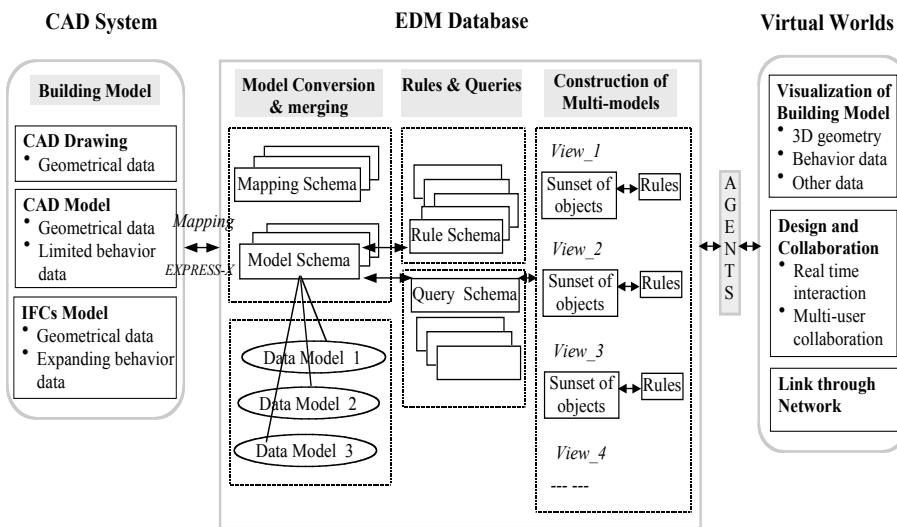 CAD System
EDM Database
Virtual Worlds
Building Model
CAD Drawing
• Geometrical data
CAD Model
• Geometrical data
• Limited behavior
data
IFCs Model
• Geometrical data
• Expanding behavior
data
Mapping
EXPRESS-X
Model Conversion
& merging
Mapping Schema
Model Schema
Data Model 1
Data Model 2
Data Model 3
Rules & Queries
Rule Schema
Query Schema
Construction of
Multi-models
View_1
Sunset of
objects
Rules
View_2
Sunset of
objects
Rules
View_3
Sunset of
objects
Rules
View_4
--- ---
AGENTS
Visualization of
Building Model
• 3D geometry
• Behavior data
• Other data
Design and
Collaboration
• Real time
interaction
• Multi-user
collaboration
Link through
Network